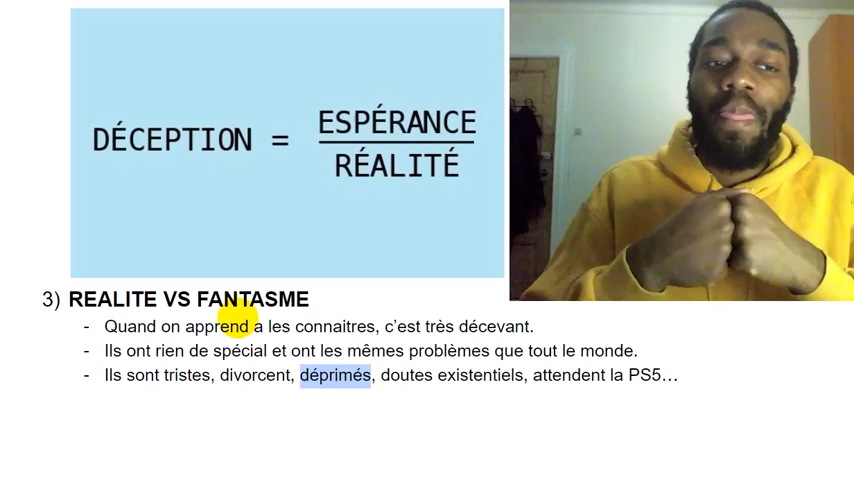 DÉCEPTION = ESPÉRANCE
RÉALITÉ
3) REALITE VS FANTASME
- Quand on apprend a les connaitres, c'est très décevant.
- Ils ont rien de spécial et ont les mêmes problèmes que tout le monde.
- Ils sont tristes, divorcent, déprimés, doutes existentiels, attendent la PS5...